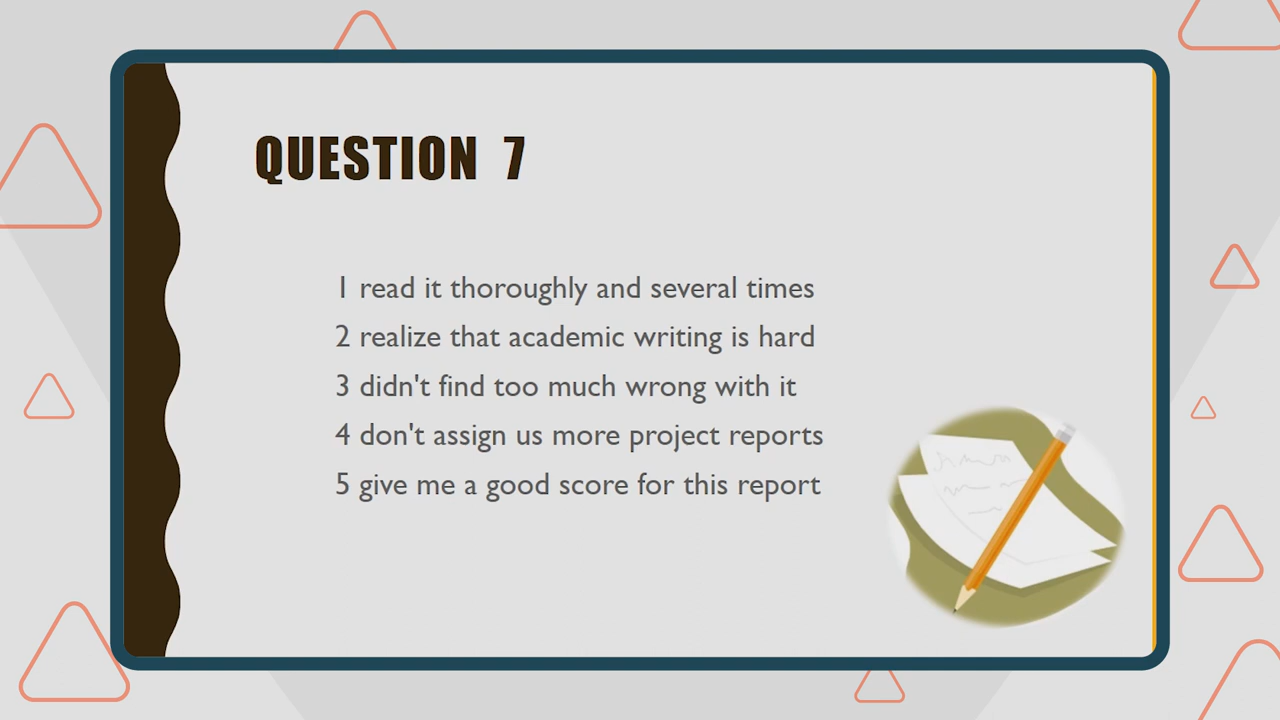 QUESTION 7
1 read it thoroughly and several times
2 realize that academic writing is hard
3 didn't find too much wrong with it
4 don't assign us more project reports
5 give me a good score for this report